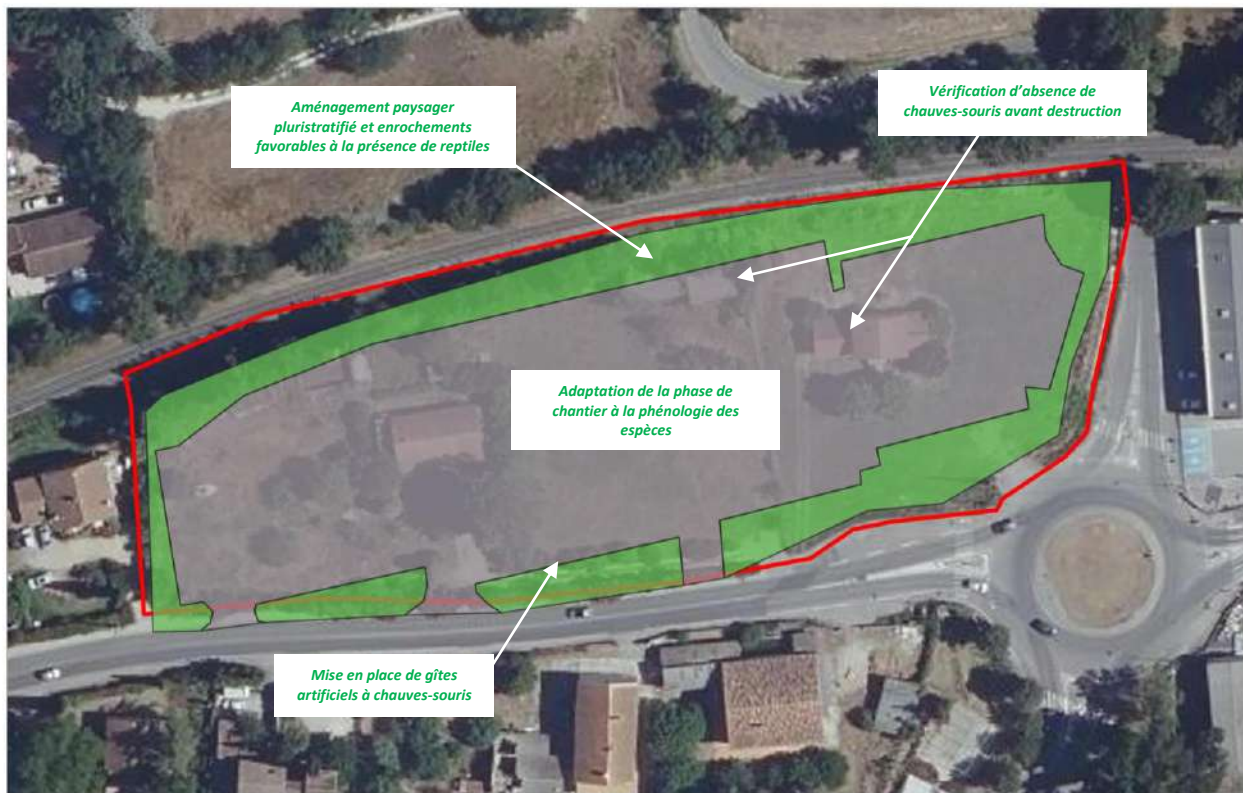 Aménagement paysager
pluristratifié et enrochements
favorables à la présence de reptiles
Vérification d’absence de
chauves-souris avant destruction
Adaptation de la phase de
chantier à la phénologie des
espèces
Mise en place de gîtes
artificiels à chauves-souris